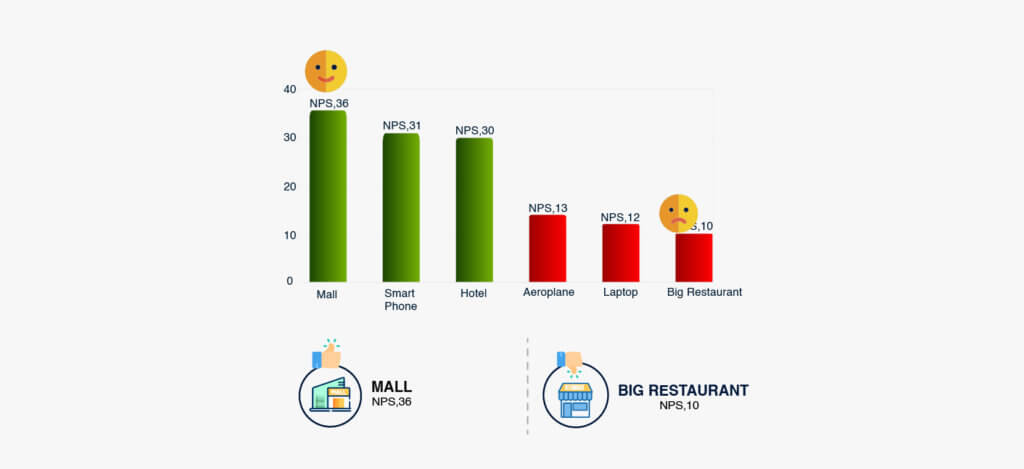 40
30
20
10
0
NPS,36
NPS,31
NPS,30
NPS,13
NPS,12
S,10
Mall
Smart
Phone
Hotel
Aeroplane
Laptop
Big Restaurant
MALL
NPS,36
BIG RESTAURANT
NPS,10